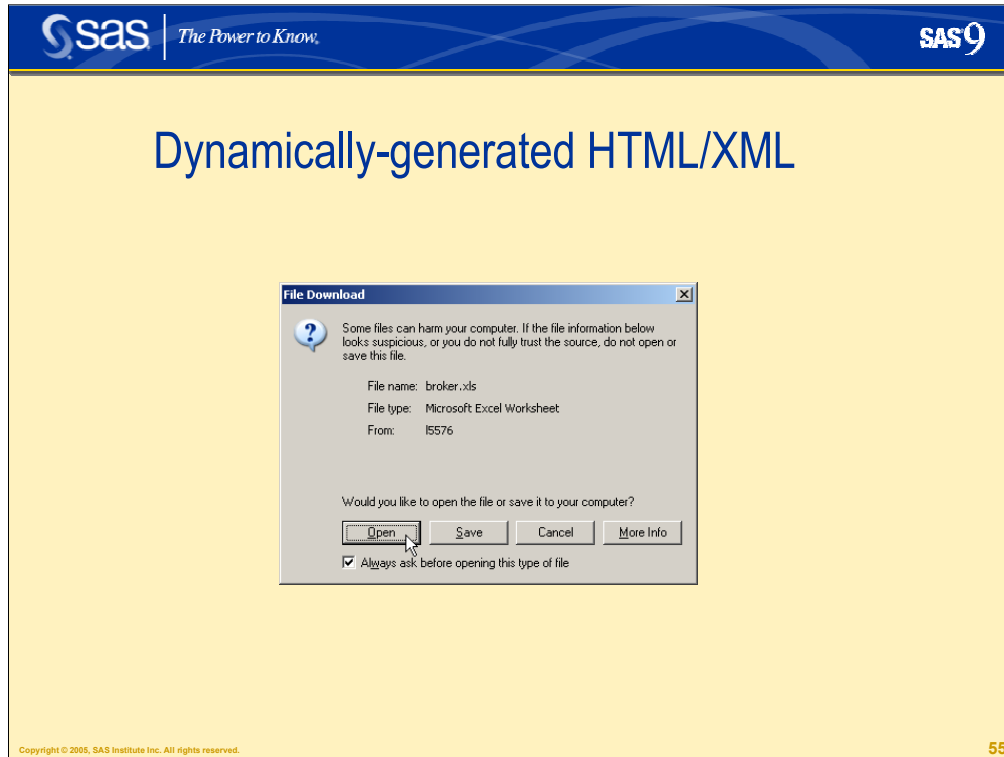 sas The Power to Know. SAS 9
Dynamically-generated HTML/XML
File Download
Some files can harm your computer. If the file information below
looks suspicious, or you do not fully trust the source, do not open or
save this file.
File name: broker.xls
File type: Microsoft Excel Worksheet
From: l5576
Would you like to open the file or save it to your computer?
Open Save Cancel More Info
Always ask before opening this type of file
Copyright © 2005, SAS Institute Inc. All rights reserved. 55